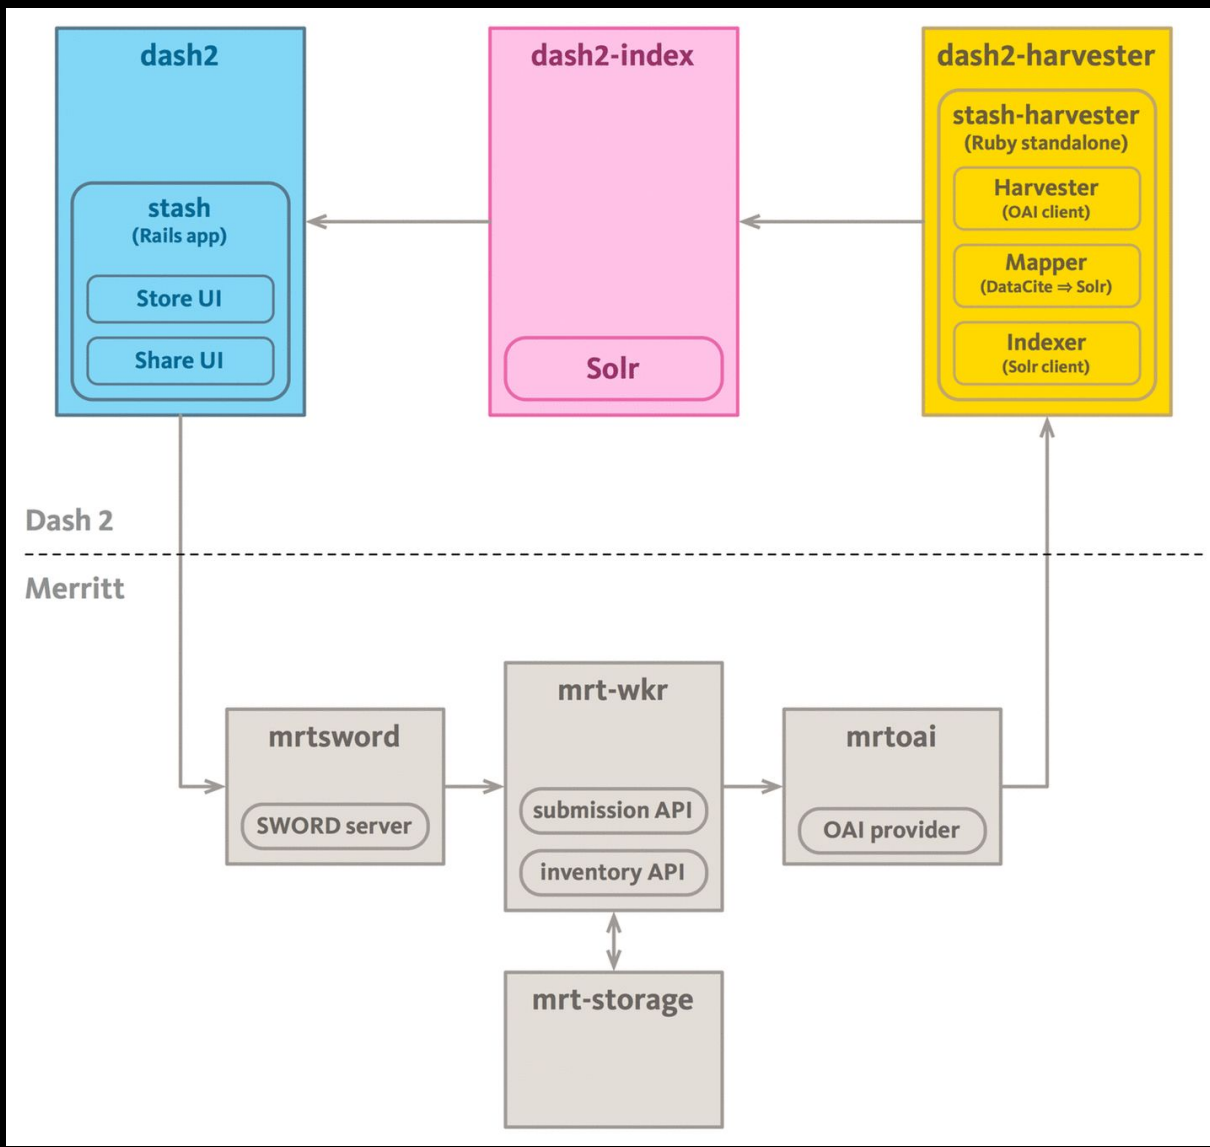 dash2
stash
(Rails app)
Store UI
Share UI
dash2-index
Solr
dash2-harvester
stash-harvester
(Ruby standalone)
Harvester
(OAI client)
Mapper
(DataCite ⇒ Solr)
Indexer
(Solr client)
Dash 2
Merritt
mrtsword
SWORD server
mrt-wkr
submission API
inventory API
mrtoai
OAI provider
mrt-storage